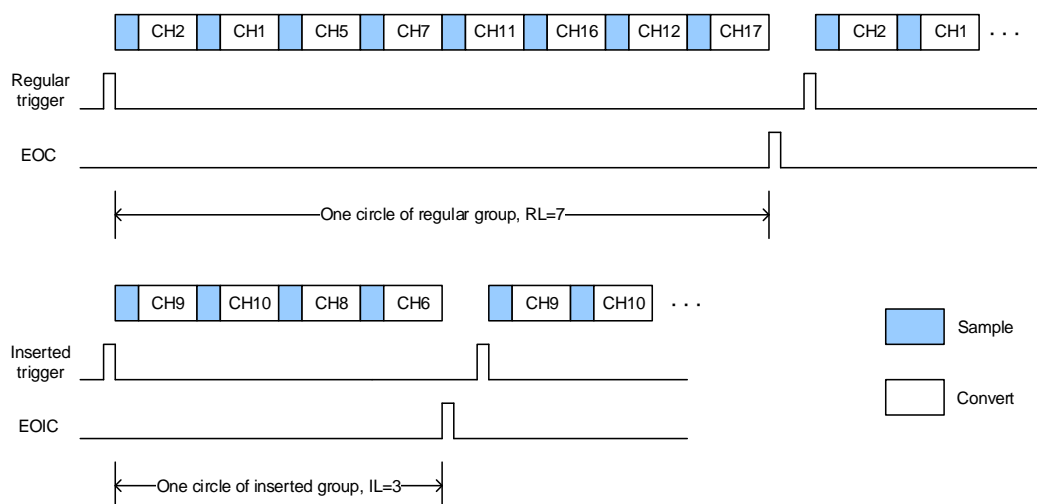 CH2 CH1 CH5 CH7 CH11 CH16 CH12 CH17 CH2 CH1 . . .
Regular
trigger
EOC
One circle of regular group, RL=7
CH9 CH10 CH8 CH6 CH9 CH10 . . .
Inserted
trigger
EOIC
One circle of inserted group, IL=3
Sample
Convert